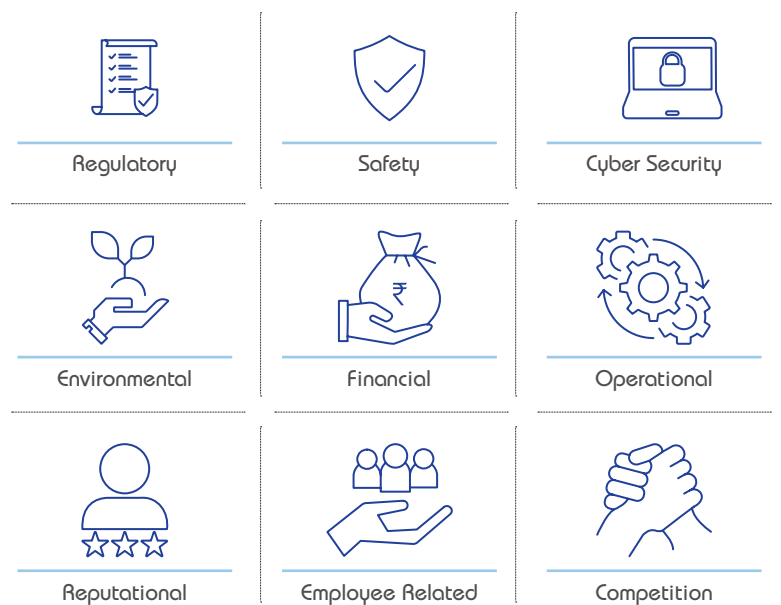 Regulatory
Safety
Cyber Security
Environmental
₹
Financial
Operational
Reputational
Employee Related
Competition